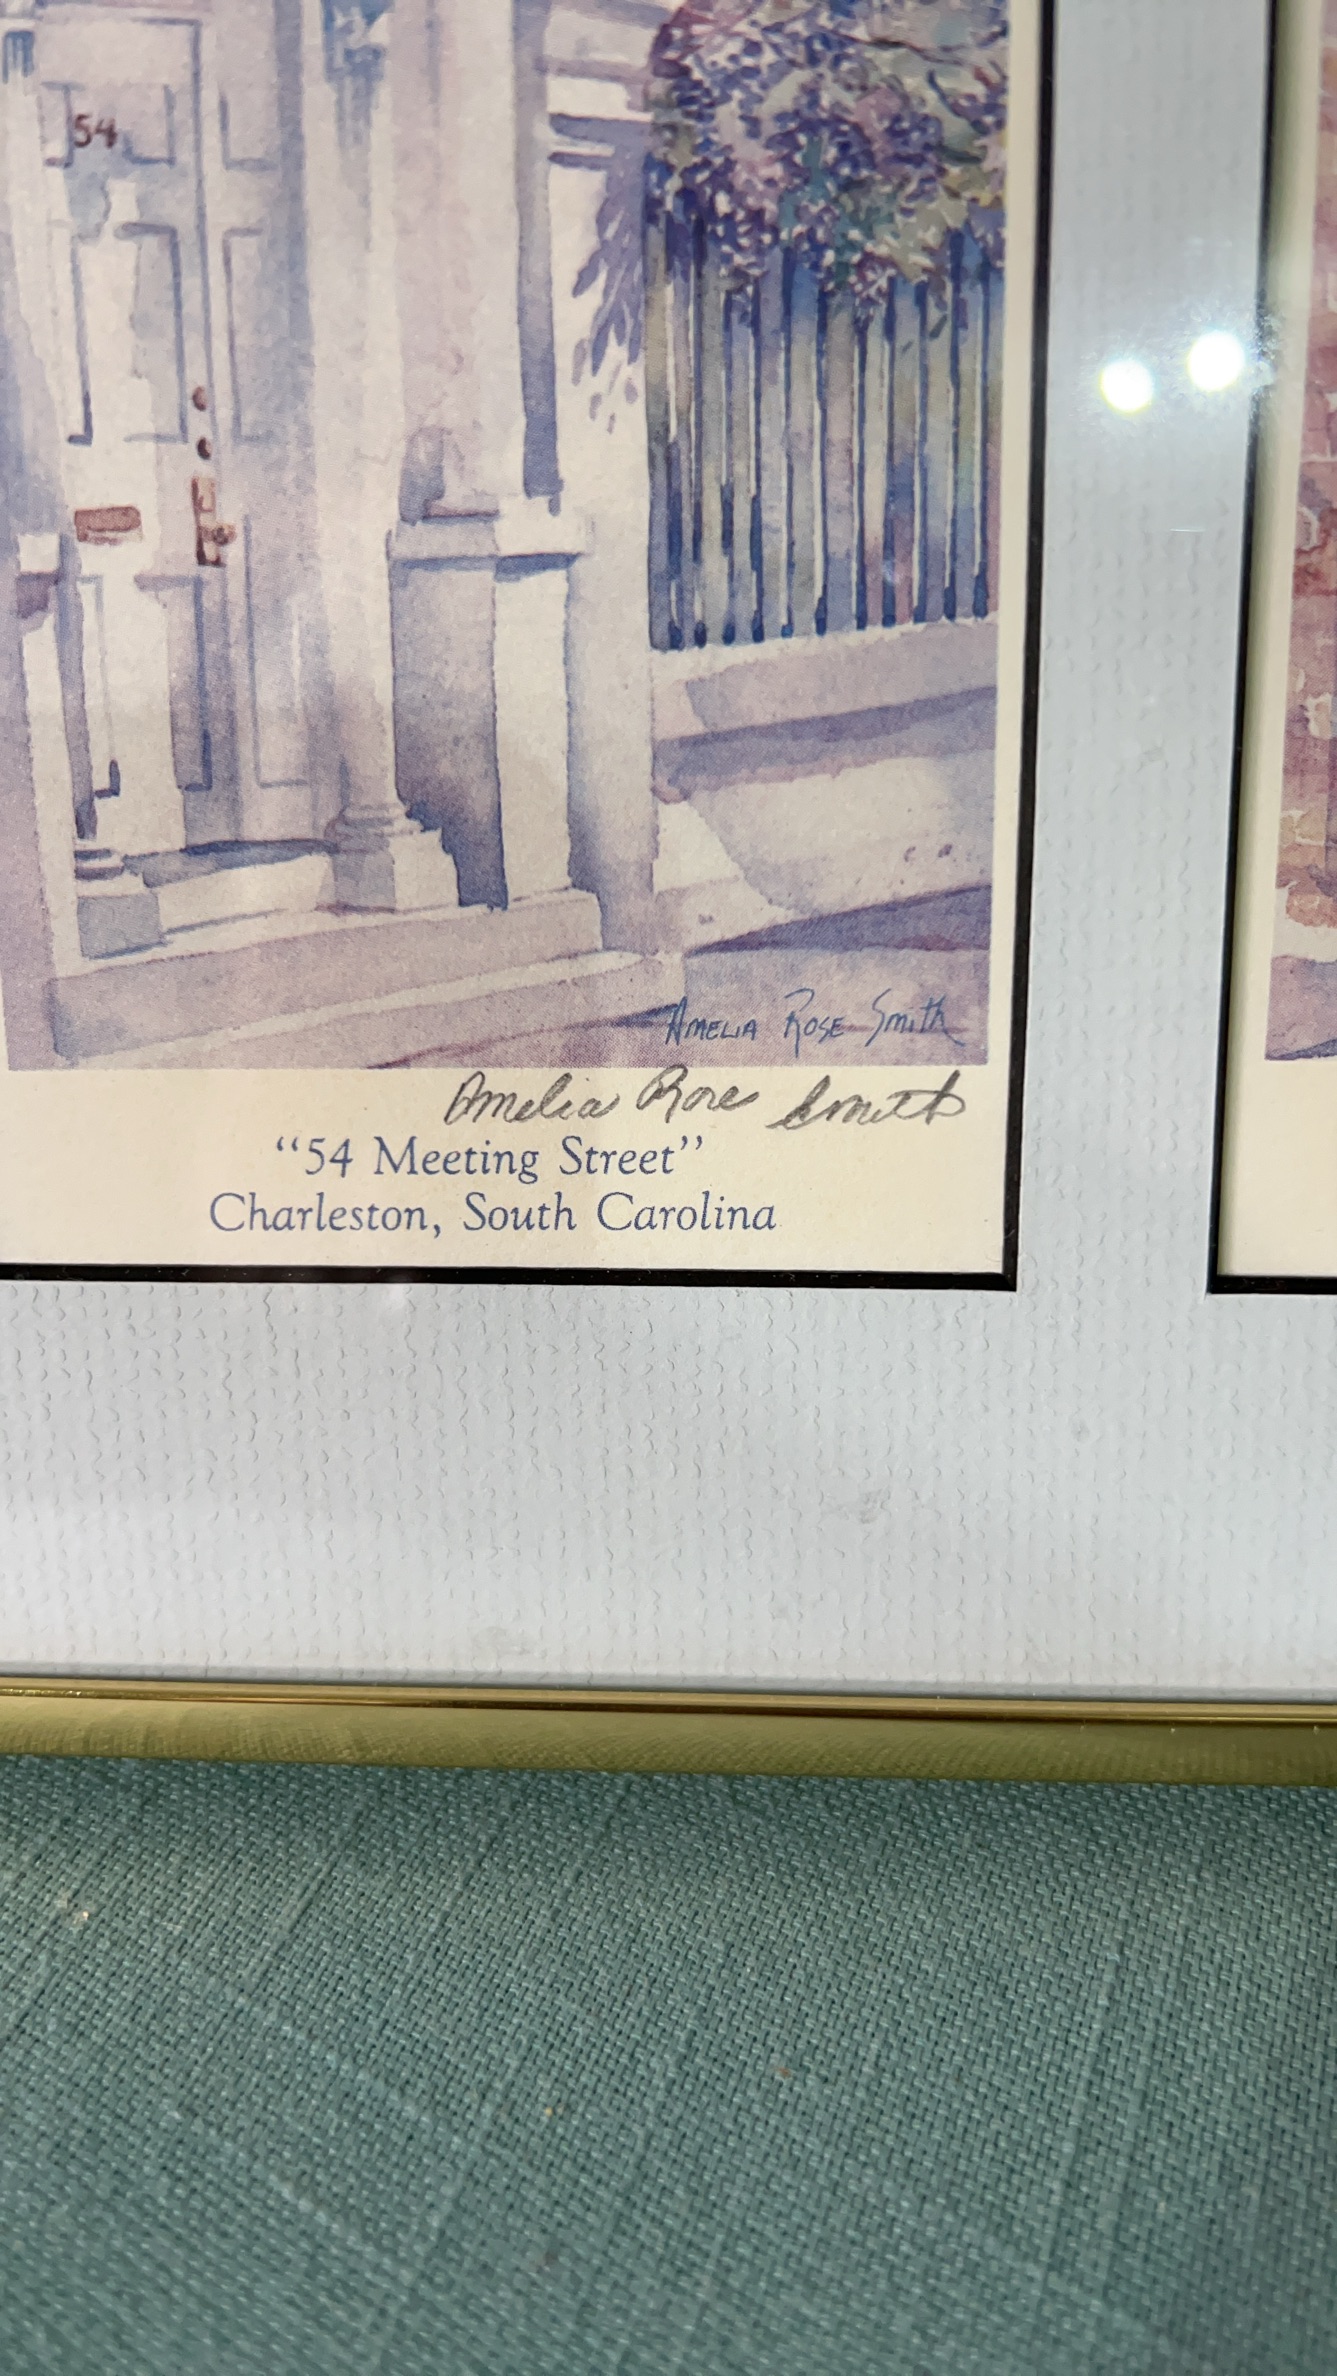 54
Amelia Rose Smith
Amelia Rose Smith
“54 Meeting Street”
Charleston, South Carolina